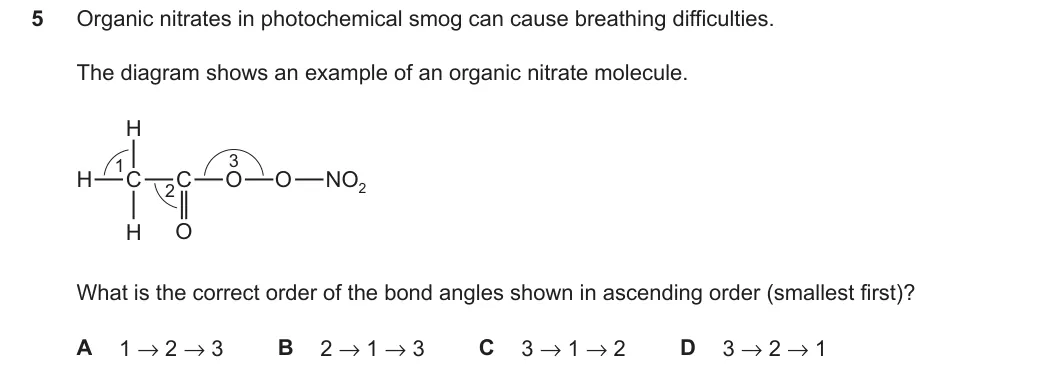 5 Organic nitrates in photochemical smog can cause breathing difficulties.
The diagram shows an example of an organic nitrate molecule.
H
1 3
H—C—C—O—O—NO₂
2
H O
What is the correct order of the bond angles shown in ascending order (smallest first)?
A 1 → 2 → 3 B 2 → 1 → 3 C 3 → 1 → 2 D 3 → 2 → 1